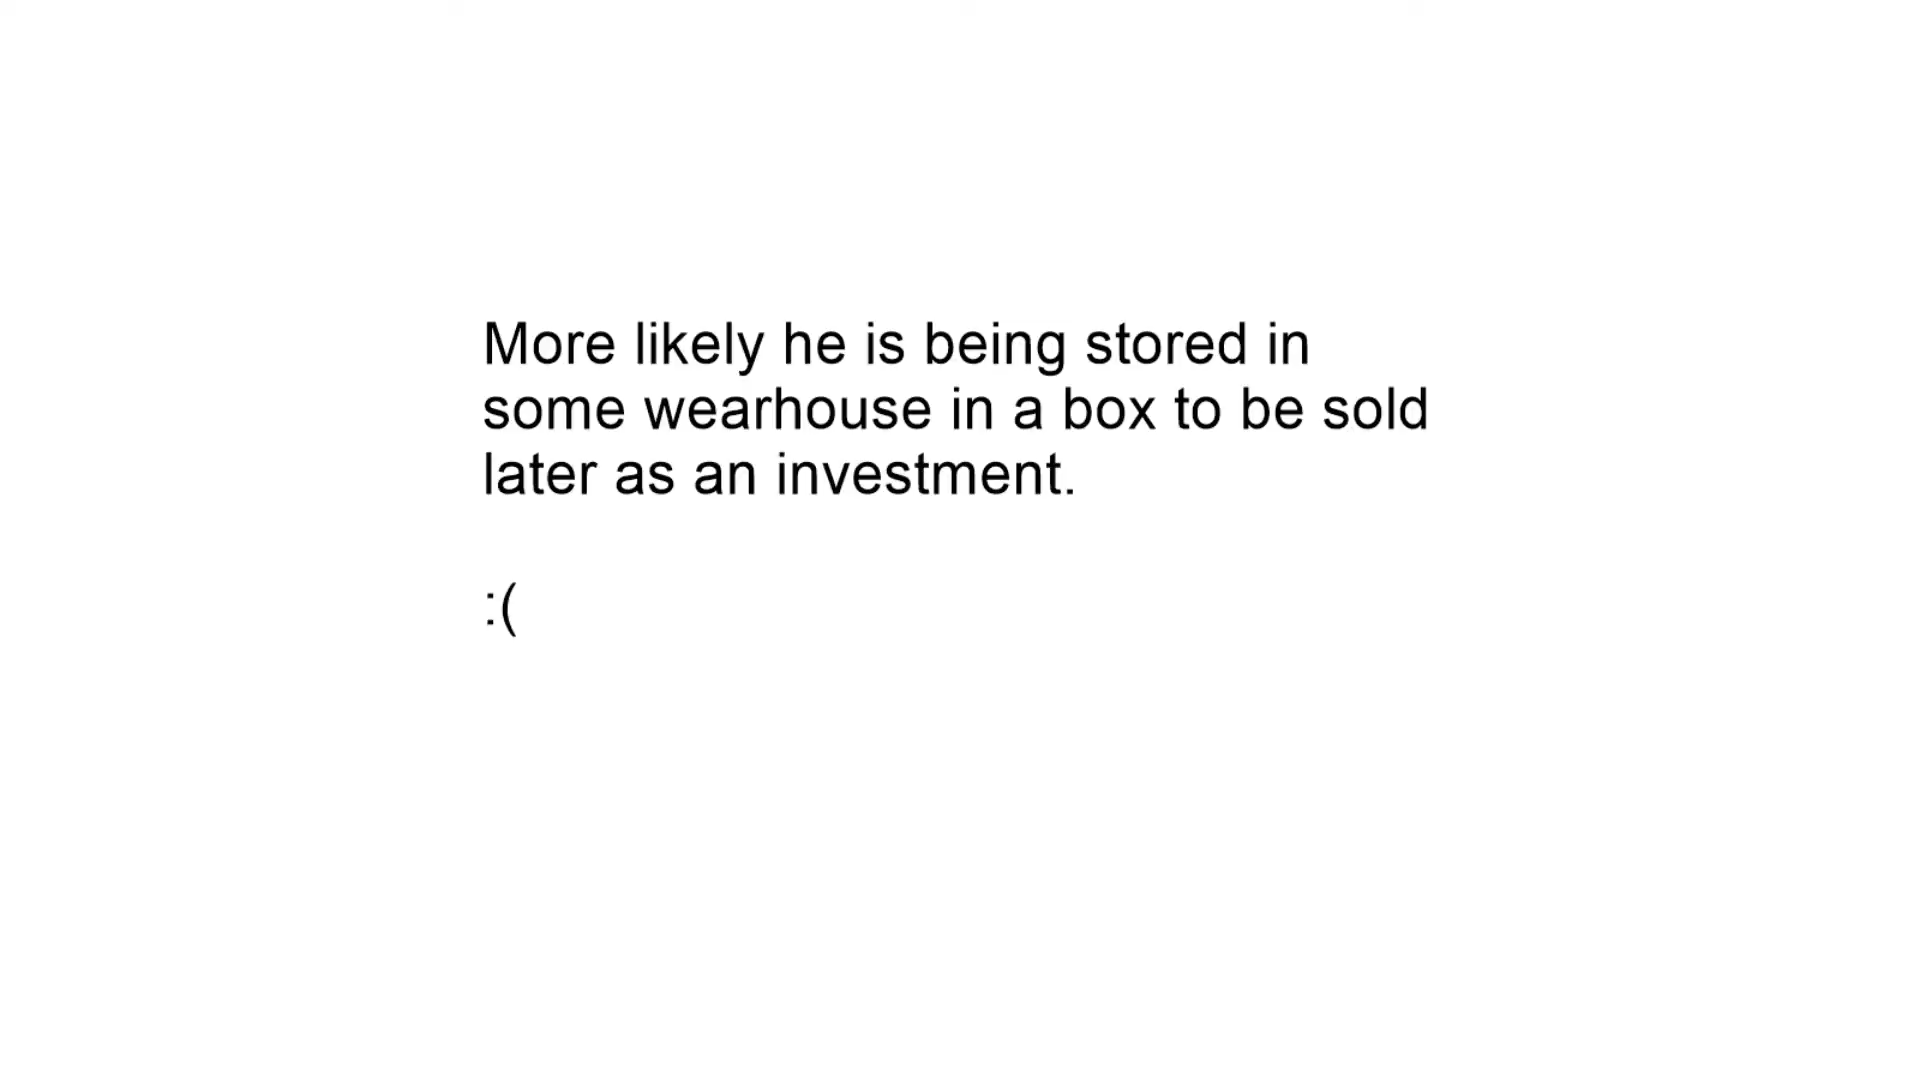 More likely he is being stored in
some wearhouse in a box to be sold
later as an investment.
:(